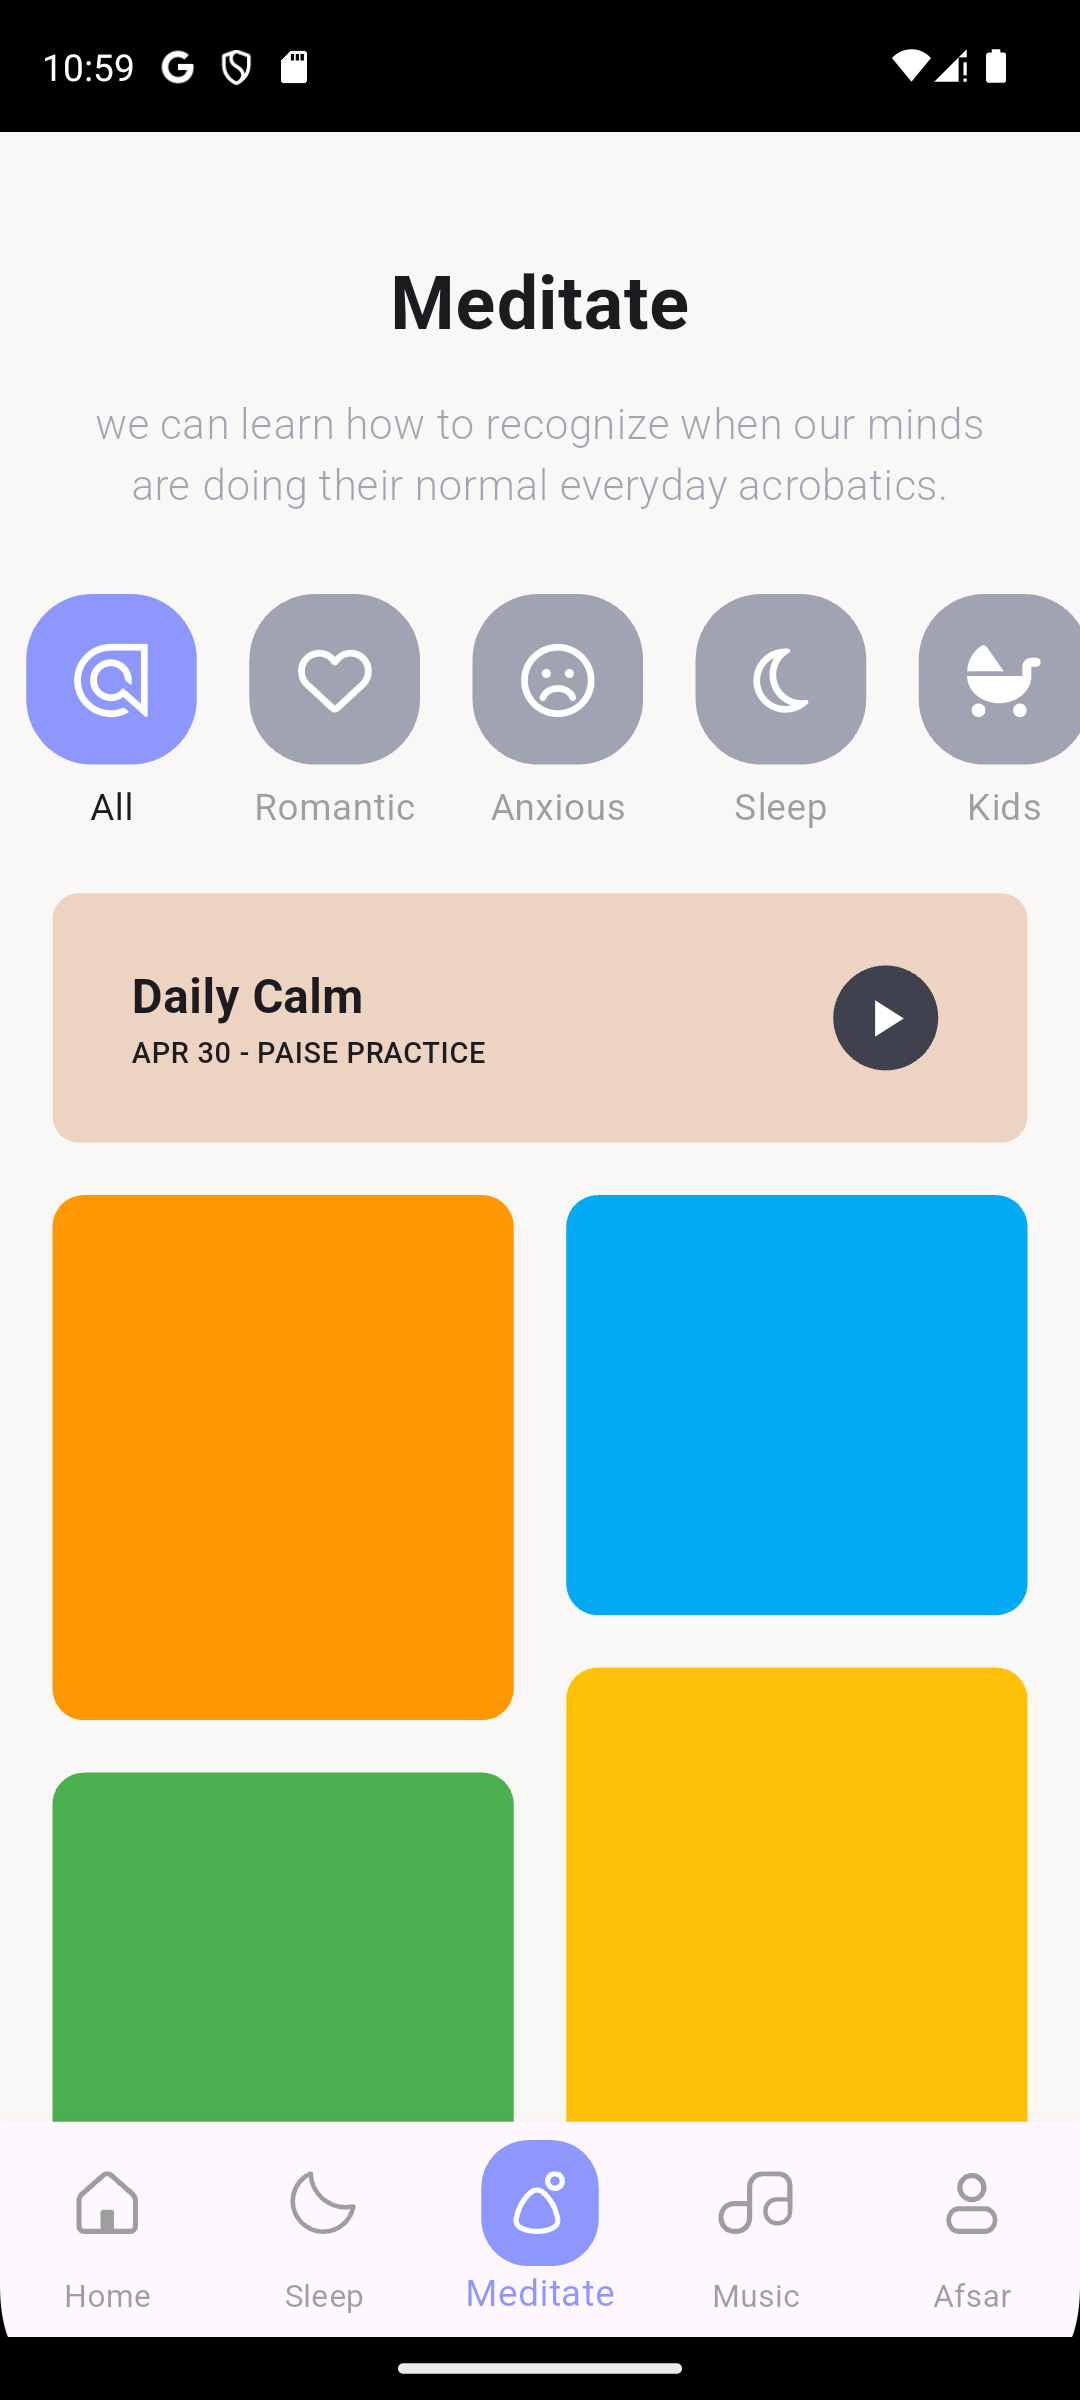 10:59
Meditate
we can learn how to recognize when our minds
are doing their normal everyday acrobatics.
All
Romantic
Anxious
Sleep
Kids
Daily Calm
APR 30 - PAISE PRACTICE
Home
Sleep
Meditate
Music
Afsar